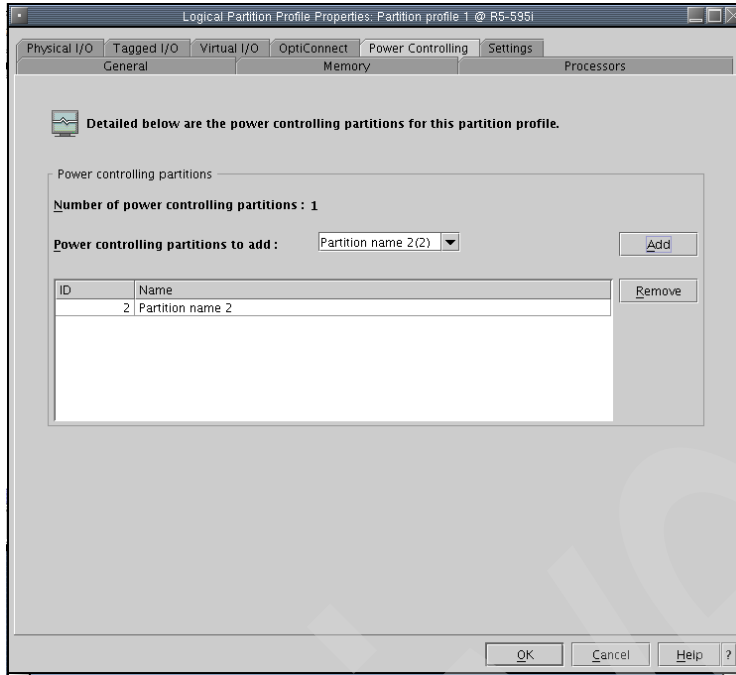 Logical Partition Profile Properties: Partition profile 1 @ R5-595i
Physical I/O Tagged I/O Virtual I/O OptiConnect Power Controlling Settings
General Memory Processors
Detailed below are the power controlling partitions for this partition profile.
Power controlling partitions
Number of power controlling partitions : 1
Power controlling partitions to add : Partition name 2(2) Add
ID Name Remove
2 Partition name 2
OK Cancel Help ?